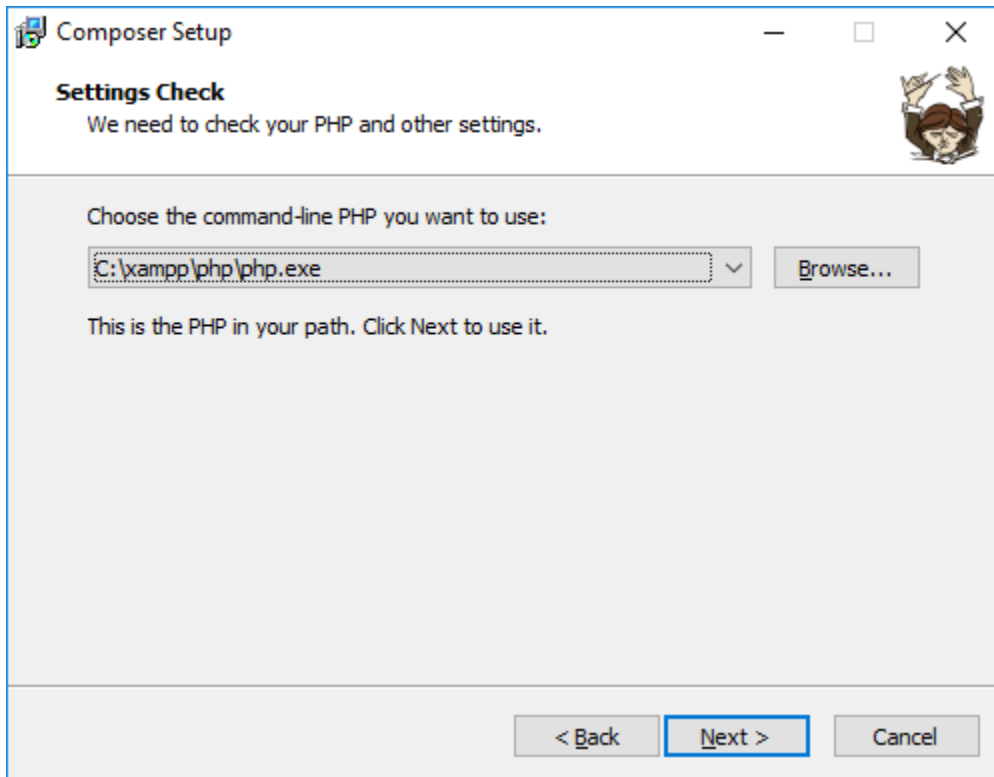 Composer Setup
Settings Check
We need to check your PHP and other settings.
Choose the command-line PHP you want to use:
C:\xampp\php\php.exe
Browse...
This is the PHP in your path. Click Next to use it.
< Back
Next >
Cancel